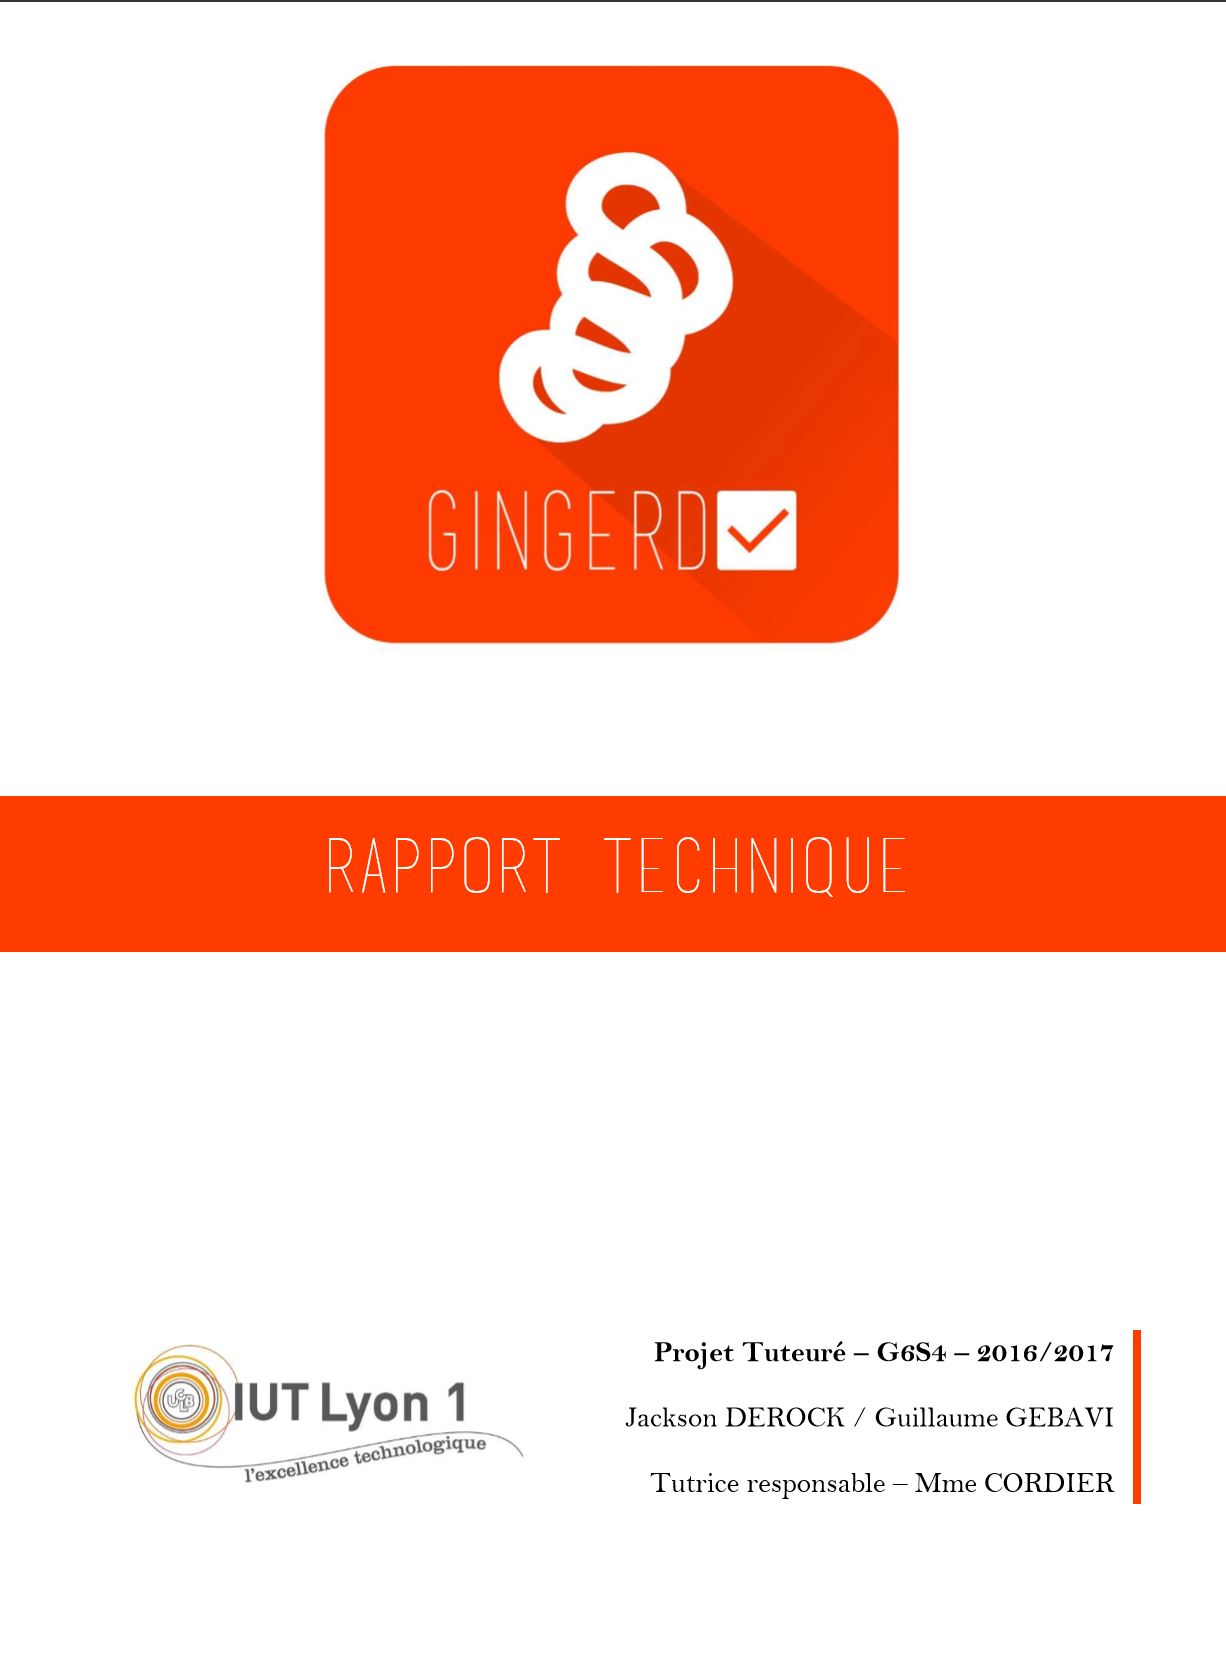 GINGERD
RAPPORT TECHNIQUE
UCLB
IUT Lyon 1
l'excellence technologique
Projet Tuteuré – G6S4 – 2016/2017
Jackson DEROCK / Guillaume GEBAVI
Tutrice responsable – Mme CORDIER